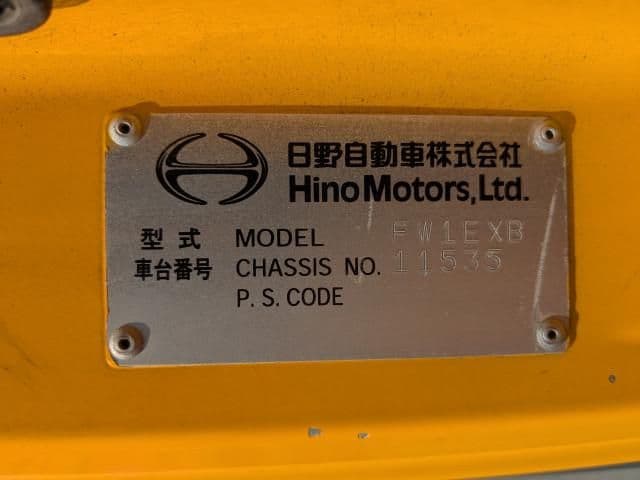 日野自動車株式会社
Hino Motors, Ltd.
型式 MODEL FW1EXB
車台番号 CHASSIS NO. 11535
P.S.CODE